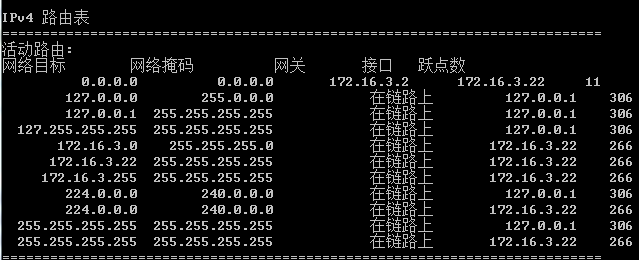 IPv4 路由表
===========================================================================
活动路由:
网络目标 网络掩码 网关 接口 跃点数
0.0.0.0 0.0.0.0 172.16.3.2 172.16.3.22 11
127.0.0.0 255.0.0.0 在链路上 127.0.0.1 306
127.0.0.1 255.255.255.255 在链路上 127.0.0.1 306
127.255.255.255 255.255.255.255 在链路上 127.0.0.1 306
172.16.3.0 255.255.255.0 在链路上 172.16.3.22 266
172.16.3.22 255.255.255.255 在链路上 172.16.3.22 266
172.16.3.255 255.255.255.255 在链路上 172.16.3.22 266
224.0.0.0 240.0.0.0 在链路上 127.0.0.1 306
224.0.0.0 240.0.0.0 在链路上 172.16.3.22 266
255.255.255.255 255.255.255.255 在链路上 127.0.0.1 306
255.255.255.255 255.255.255.255 在链路上 172.16.3.22 266
===========================================================================